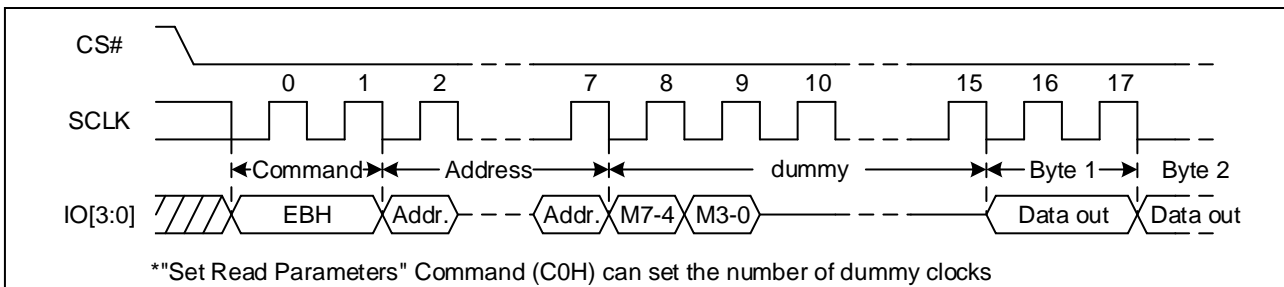 CS#
0 1 2 7 8 9 10 15 16 17
SCLK
Command Address dummy Byte 1 Byte 2
IO[3:0] EBH Addr. Addr. M7-4 M3-0 Data out Data out
*"Set Read Parameters" Command (C0H) can set the number of dummy clocks